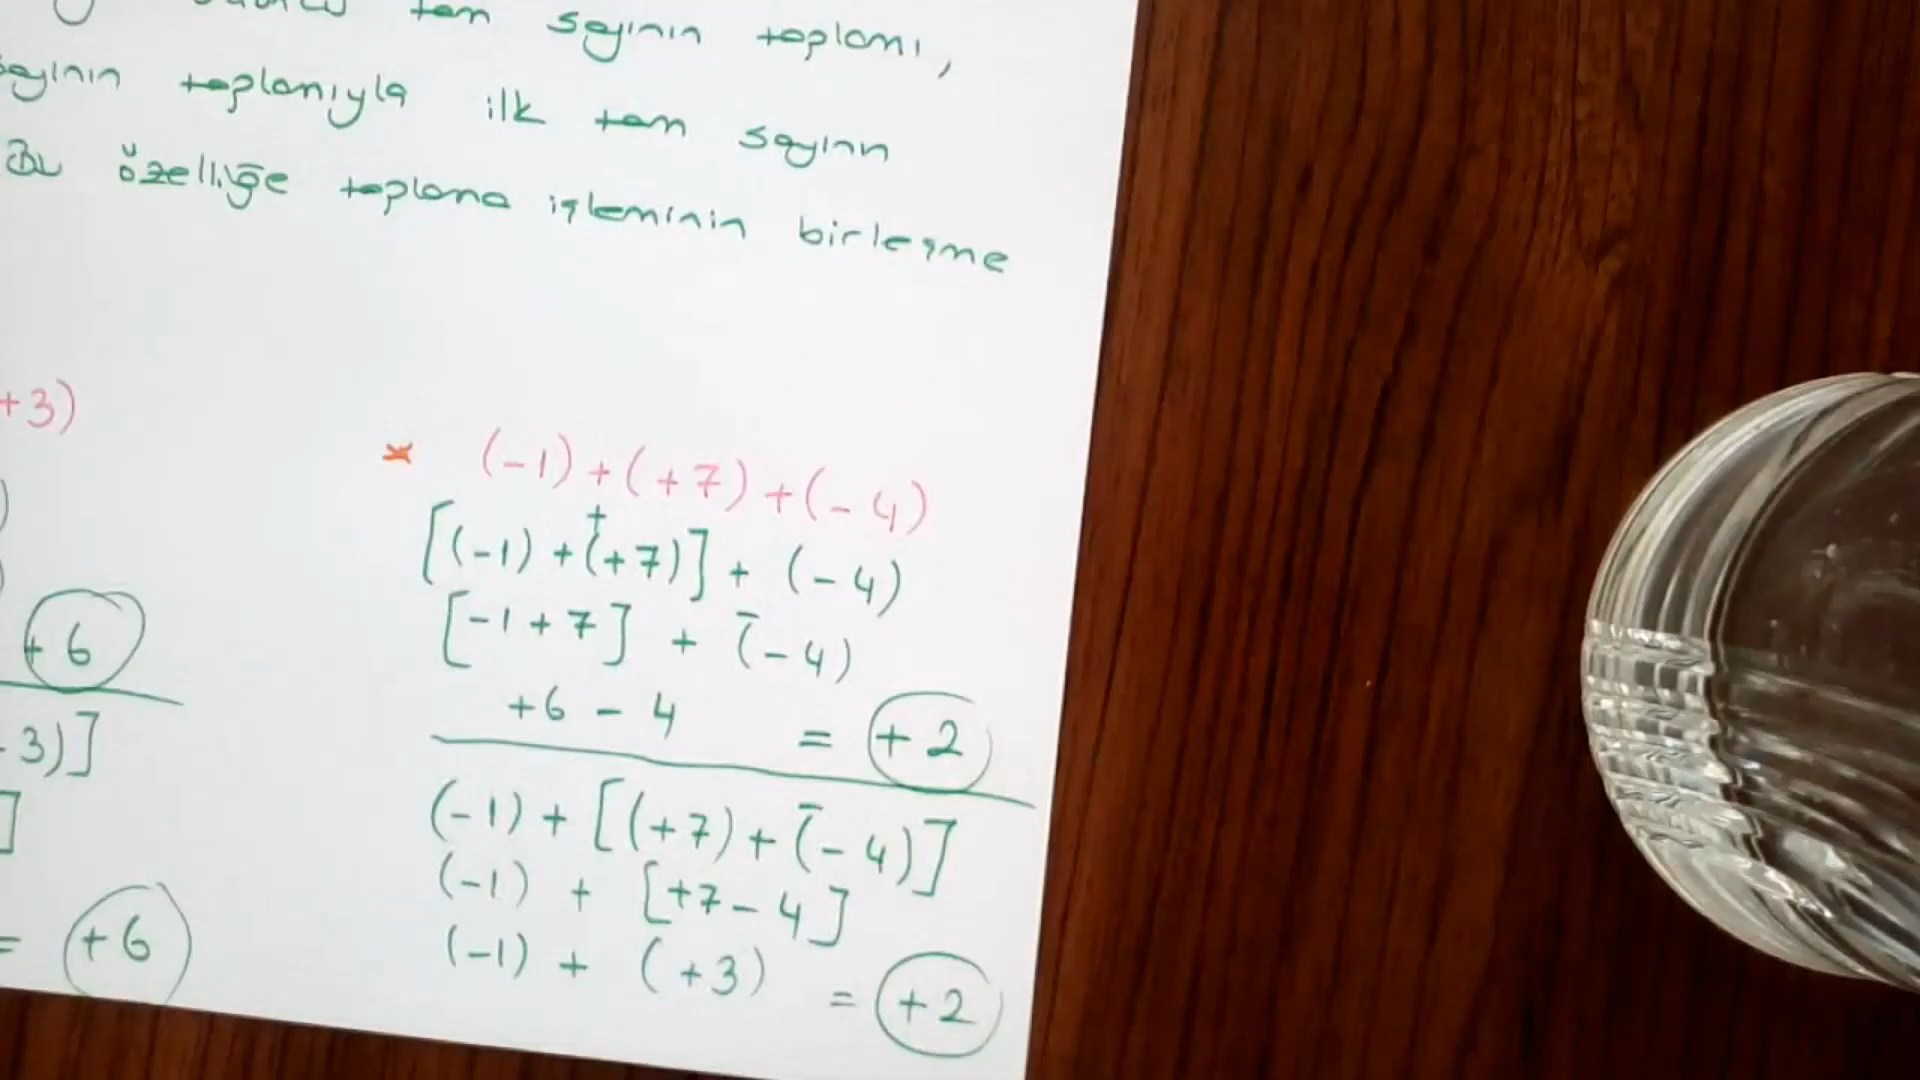 tam sayının toplamı,
sayının toplamıyla ilk tam sayını
Bu özelliğe toplama işleminin birleşme
+3)
* (-1) + (+7) + (-4)
[(-1) + (+7)] + (-4)
[-1 + 7] + (-4)
+6 - 4 = +2
(-1) + [(+7) + (-4)]
(-1) + [+7 - 4]
(-1) + (+3) = +2
)
)
+6
3)]
]
= +6